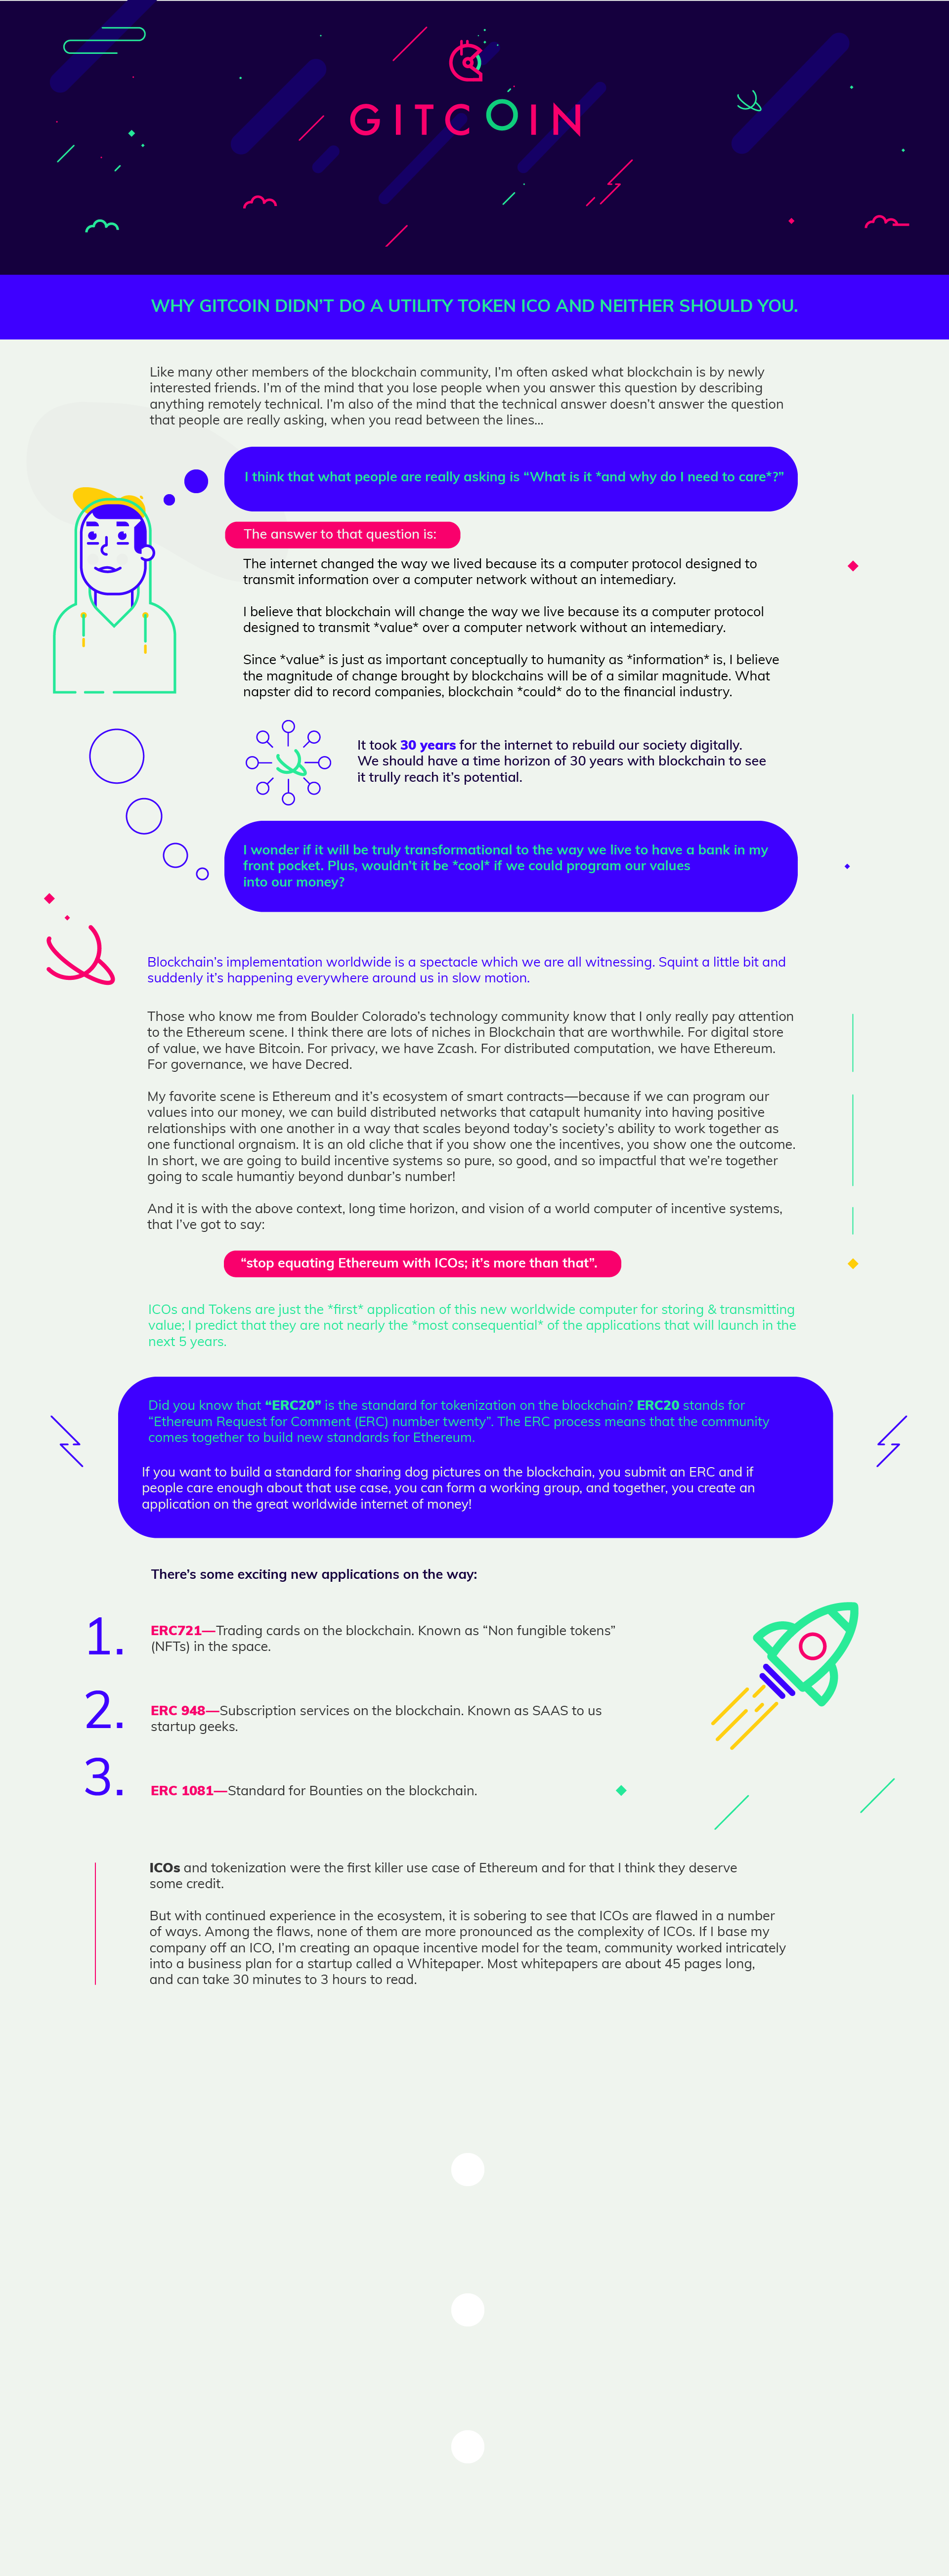 GITCOIN
WHY GITCOIN DIDN'T DO A UTILITY TOKEN ICO AND NEITHER SHOULD YOU.
Like many other members of the blockchain community, I'm often asked what blockchain is by newly
interested friends. I'm of the mind that you lose people when you answer this question by describing
anything remotely technical. I'm also of the mind that the technical answer doesn't answer the question
that people are really asking, when you read between the lines...
I think that what people are really asking is “What is it *and why do I need to care*?”
The answer to that question is:
The internet changed the way we lived because its a computer protocol designed to
transmit information over a computer network without an intemediary.
I believe that blockchain will change the way we live because its a computer protocol
designed to transmit *value* over a computer network without an intemediary.
Since *value* is just as important conceptually to humanity as *information* is, I believe
the magnitude of change brought by blockchains will be of a similar magnitude. What
napster did to record companies, blockchain *could* do to the financial industry.
It took 30 years for the internet to rebuild our society digitally.
We should have a time horizon of 30 years with blockchain to see
it trully reach it's potential.
I wonder if it will be truly transformational to the way we live to have a bank in my
front pocket. Plus, wouldn't it be *cool* if we could program our values
into our money?
Blockchain's implementation worldwide is a spectacle which we are all witnessing. Squint a little bit and
suddenly it's happening everywhere around us in slow motion.
Those who know me from Boulder Colorado's technology community know that I only really pay attention
to the Ethereum scene. I think there are lots of niches in Blockchain that are worthwhile. For digital store
of value, we have Bitcoin. For privacy, we have Zcash. For distributed computation, we have Ethereum.
For governance, we have Decred.
My favorite scene is Ethereum and it's ecosystem of smart contracts—because if we can program our
values into our money, we can build distributed networks that catapult humanity into having positive
relationships with one another in a way that scales beyond today's society's ability to work together as
one functional orgnaism. It is an old cliche that if you show one the incentives, you show one the outcome.
In short, we are going to build incentive systems so pure, so good, and so impactful that we're together
going to scale humantiy beyond dunbar's number!
And it is with the above context, long time horizon, and vision of a world computer of incentive systems,
that I've got to say:
“stop equating Ethereum with ICOs; it's more than that”.
ICOs and Tokens are just the *first* application of this new worldwide computer for storing & transmitting
value; I predict that they are not nearly the *most consequential* of the applications that will launch in the
next 5 years.
Did you know that “ERC20” is the standard for tokenization on the blockchain? ERC20 stands for
“Ethereum Request for Comment (ERC) number twenty”. The ERC process means that the community
comes together to build new standards for Ethereum.
If you want to build a standard for sharing dog pictures on the blockchain, you submit an ERC and if
people care enough about that use case, you can form a working group, and together, you create an
application on the great worldwide internet of money!
There's some exciting new applications on the way:
1. ERC721—Trading cards on the blockchain. Known as “Non fungible tokens”
(NFTs) in the space.
2. ERC 948—Subscription services on the blockchain. Known as SAAS to us
startup geeks.
3. ERC 1081—Standard for Bounties on the blockchain.
ICOs and tokenization were the first killer use case of Ethereum and for that I think they deserve
some credit.
But with continued experience in the ecosystem, it is sobering to see that ICOs are flawed in a number
of ways. Among the flaws, none of them are more pronounced as the complexity of ICOs. If I base my
company off an ICO, I'm creating an opaque incentive model for the team, community worked intricately
into a business plan for a startup called a Whitepaper. Most whitepapers are about 45 pages long,
and can take 30 minutes to 3 hours to read.